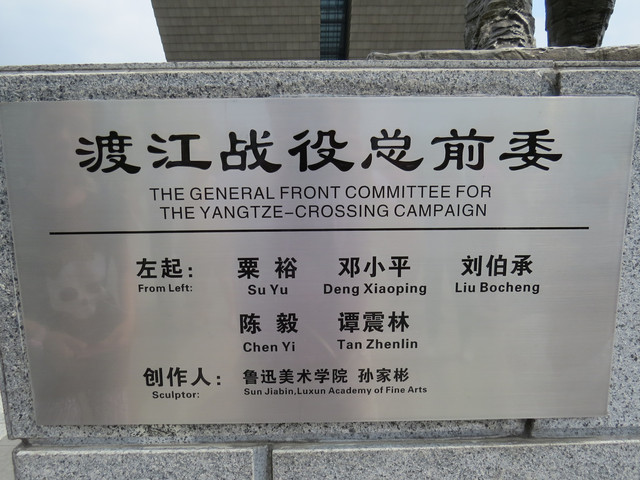 渡江战役总前委
THE GENERAL FRONT COMMITTEE FOR
THE YANGTZE-CROSSING CAMPAIGN
左起： 粟裕 邓小平 刘伯承
From Left: Su Yu Deng Xiaoping Liu Bocheng
陈毅 谭震林
Chen Yi Tan Zhenlin
创作人： 鲁迅美术学院 孙家彬
Sculptor: Sun Jiabin,Luxun Academy of Fine Arts